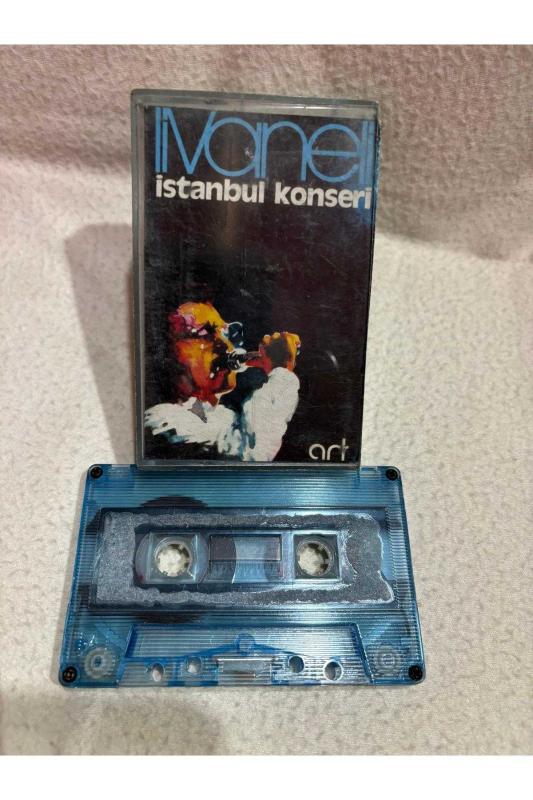 livaneli
istanbul konseri
art